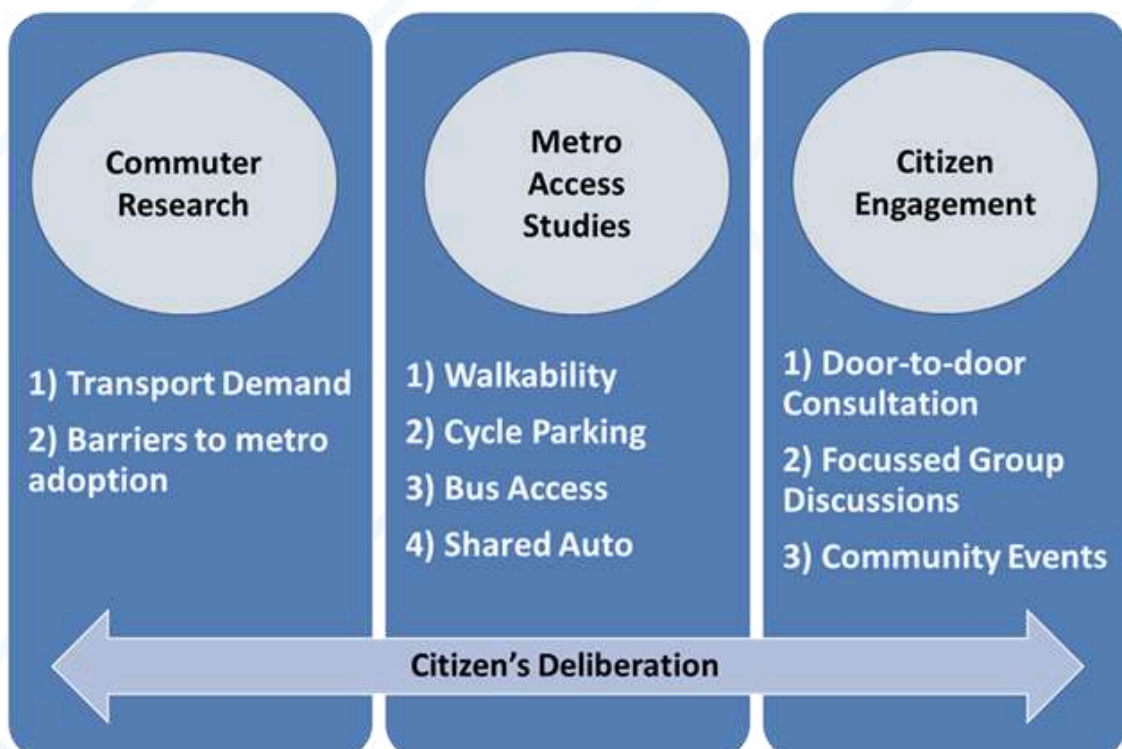 Commuter
Research
1) Transport Demand
2) Barriers to metro
adoption
Metro
Access
Studies
1) Walkability
2) Cycle Parking
3) Bus Access
4) Shared Auto
Citizen
Engagement
1) Door-to-door
Consultation
2) Focussed Group
Discussions
3) Community Events
Citizen’s Deliberation